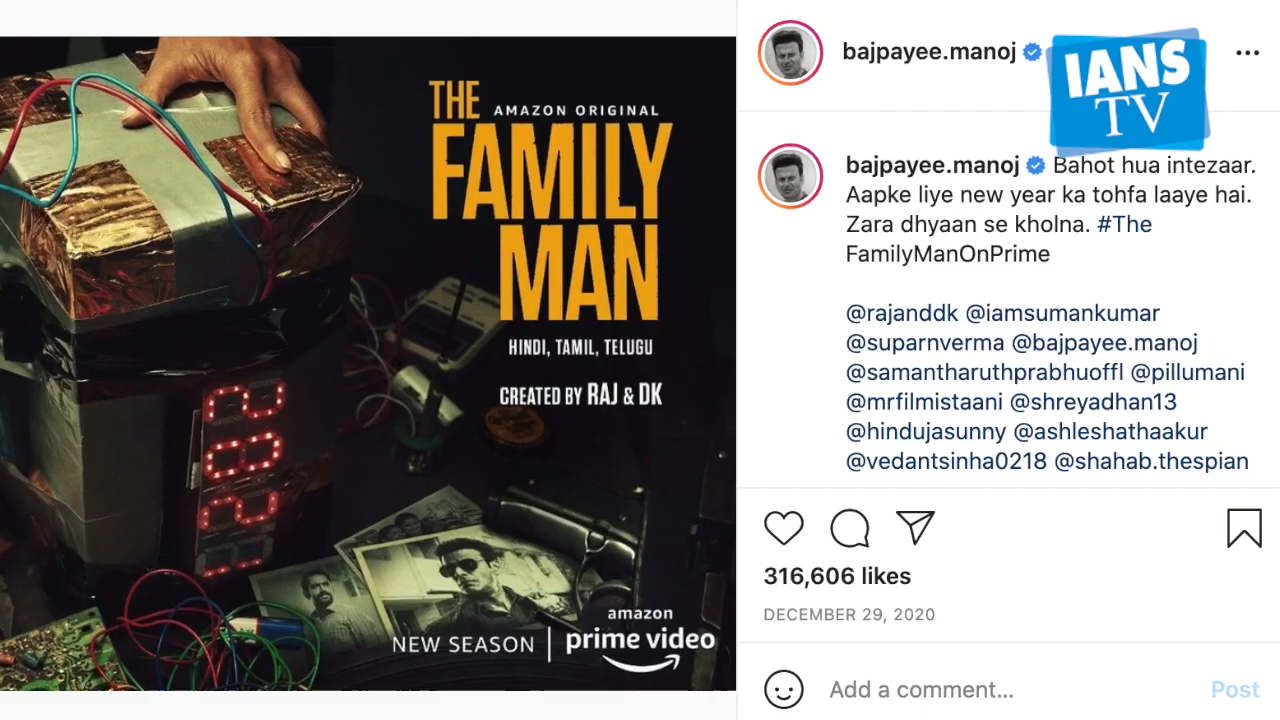 THE
AMAZON ORIGINAL
FAMILY
MAN
HINDI, TAMIL, TELUGU
CREATED BY RAJ & DK
2021
NEW SEASON
amazon
prime video
bajpayee.manoj
IANS
TV
bajpayee.manoj Bahot hua intezaar.
Aapke liye new year ka tohfa laaye hai.
Zara dhyaan se kholna. #The
FamilyManOnPrime
@rajanddk @iamsumankumar
@suparnverma @bajpayee.manoj
@samantharuthprabhuoffl @pillumani
@mrfilmistaani @shreyadhan13
@hindujasunny @ashleshathaakur
@vedantsinha0218 @shahab.thespian
316,606 likes
DECEMBER 29, 2020
Add a comment...
Post